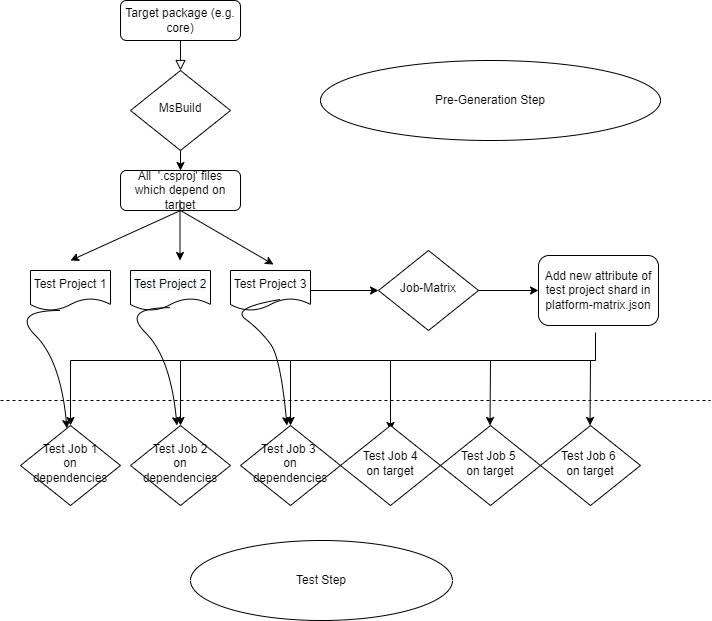 Target package (e.g.
core)
Pre-Generation Step
MsBuild
All '.csproj' files
which depend on
target
Test Project 1
Test Project 2
Test Project 3
Job-Matrix
Add new attribute of
test project shard in
platform-matrix.json
Test Job 1
on
dependencies
Test Job 2
on
dependencies
Test Job 3
on
dependencies
Test Job 4
on target
Test Job 5
on target
Test Job 6
on target
Test Step